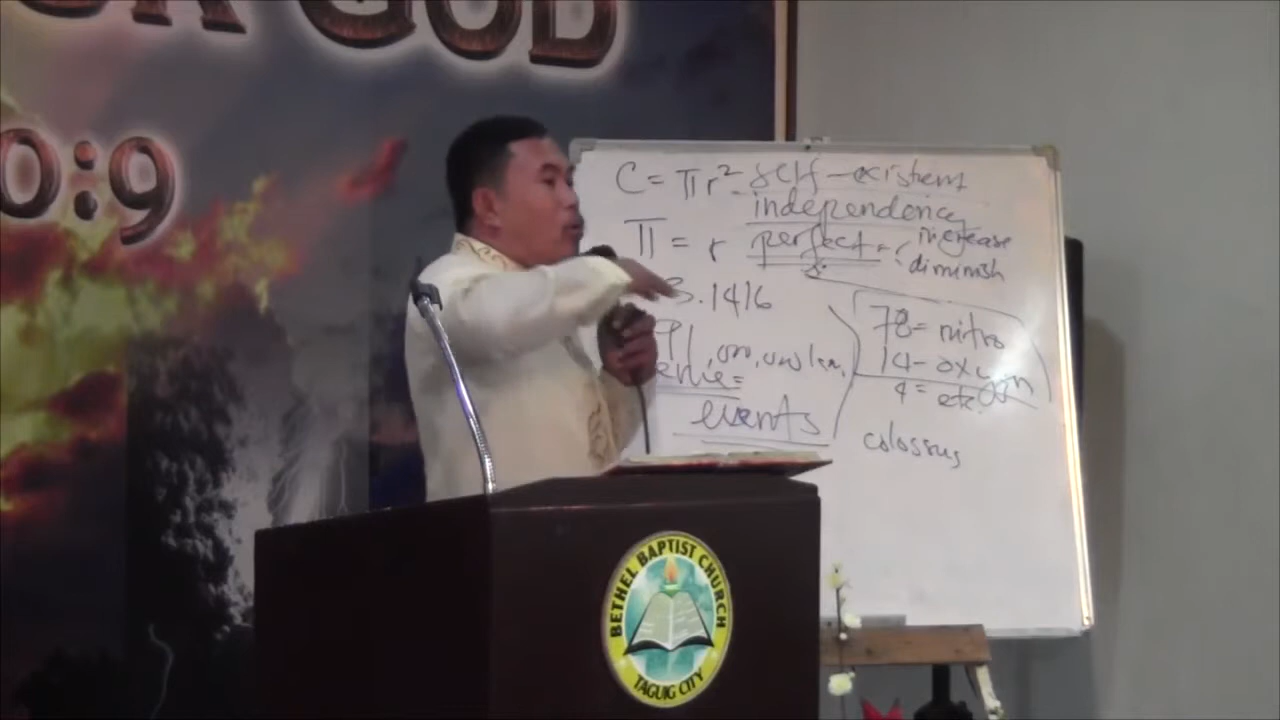 GOD
0:9
C = πr² - self-existent
independency
π = r perfect = increase
diminish
3.1416
78 = nitro
14 - oxygen
4 = etc.
events
colossus
BETHEL BAPTIST CHURCH
TAGUIG CITY